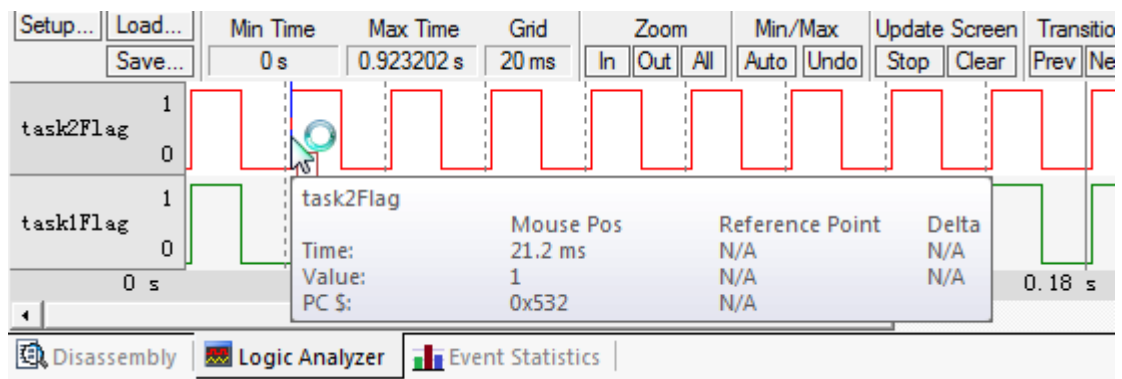 Setup... Load... Min Time Max Time Grid Zoom Min/Max Update Screen Transitio
Save... 0 s 0.923202 s 20 ms In Out All Auto Undo Stop Clear Prev Ne
task2Flag 1
0
task1Flag 1
0
task2Flag
Mouse Pos Reference Point Delta
Time: 21.2 ms N/A N/A
Value: 1 N/A N/A
PC $: 0x532 N/A
0 s 0.18 s
Disassembly Logic Analyzer Event Statistics